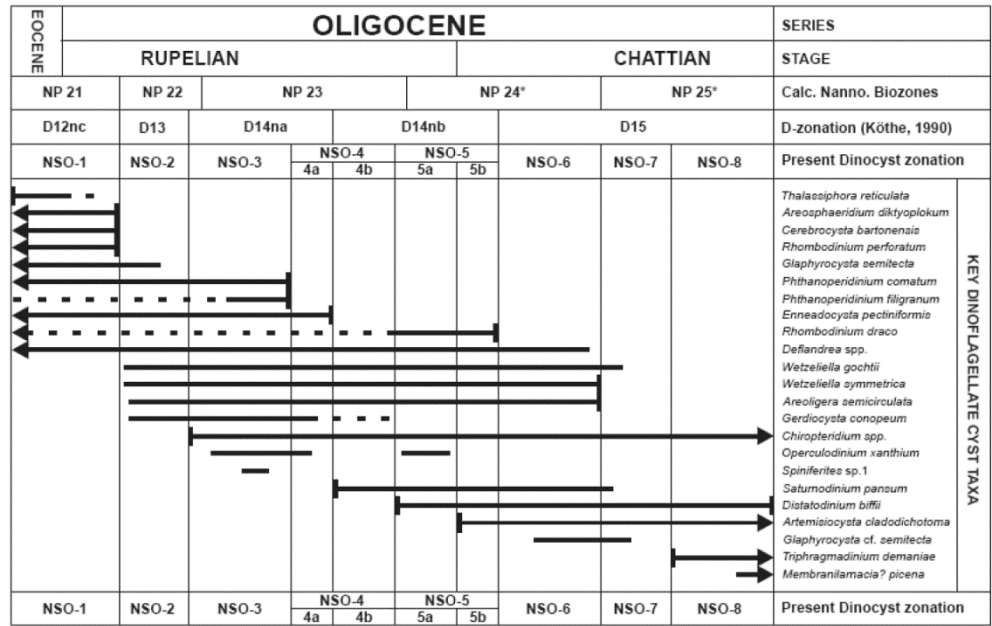 EOCENE
OLIGOCENE
SERIES
RUPELIAN
CHATTIAN
STAGE
NP 21
NP 22
NP 23
NP 24*
NP 25*
Calc. Nanno. Biozones
D12nc
D13
D14na
D14nb
D15
D-zonation (Köthe, 1990)
NSO-1
NSO-2
NSO-3
NSO-4
4a
4b
NSO-5
5a
5b
NSO-6
NSO-7
NSO-8
Present Dinocyst zonation
Thalassiphora reticulata
Areosphaeridium diktyoplokum
Cerebrocysta bartonensis
Rhombodinium perforatum
Glaphyrocysta semitecta
Phthanoperidinium comatum
Phthanoperidinium filigranum
Enneadocysta pectiniformis
Rhombodinium draco
Deflandrea spp.
Wetzeliella gochtii
Wetzeliella symmetrica
Areoligera semicirculata
Gerdiocysta conopeum
Chiropteridium spp.
Operculodinium xanthium
Spiniferites sp.1
Saturnodinium pansum
Distatodinium biffii
Artemisiocysta cladodichotoma
Glaphyrocysta cf. semitecta
Triphragmadinium demaniae
Membranilarnacia? picena
KEY DINOFLAGELLATE CYST TAXA
NSO-1
NSO-2
NSO-3
NSO-4
4a
4b
NSO-5
5a
5b
NSO-6
NSO-7
NSO-8
Present Dinocyst zonation